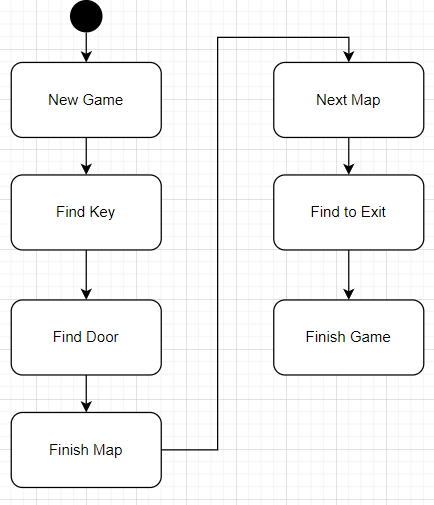 New Game
Find Key
Find Door
Finish Map
Next Map
Find to Exit
Finish Game